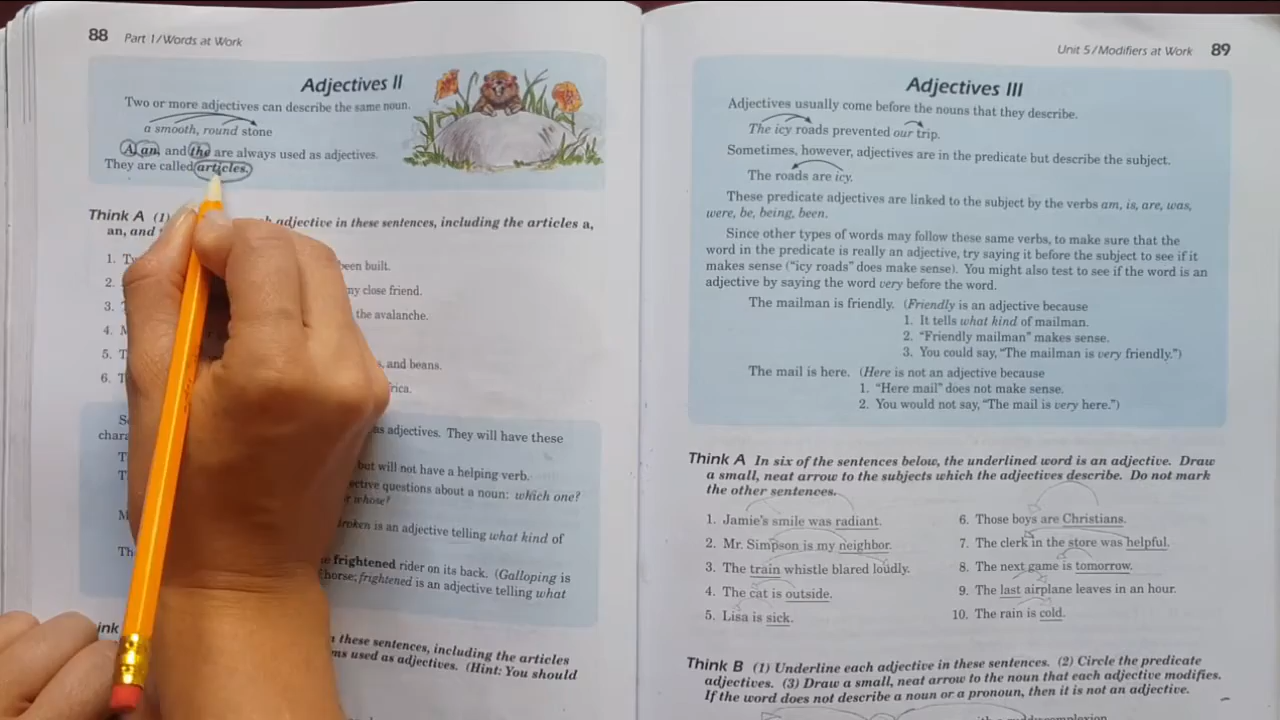 88 Part 1/Words at Work
Adjectives II
Two or more adjectives can describe the same noun.
a smooth, round stone
A, an, and the are always used as adjectives.
They are called articles.
Think A (1) each adjective in these sentences, including the articles a,
an, and
1. been built.
2. my close friend.
3. the avalanche.
4.
5. , and beans.
6.
as adjectives. They will have these
but will not have a helping verb.
questions about a noun: which one?
whose?
broken is an adjective telling what kind of
frightened rider on its back. (Galloping is
horse; frightened is an adjective telling what
these sentences, including the articles
used as adjectives. (Hint: You should
Unit 5/Modifiers at Work 89
Adjectives III
Adjectives usually come before the nouns that they describe.
The icy roads prevented our trip.
Sometimes, however, adjectives are in the predicate but describe the subject.
The roads are icy.
These predicate adjectives are linked to the subject by the verbs am, is, are, was,
were, be, being, been.
Since other types of words may follow these same verbs, to make sure that the
word in the predicate is really an adjective, try saying it before the subject to see if it
makes sense (“icy roads” does make sense). You might also test to see if the word is an
adjective by saying the word very before the word.
The mailman is friendly. (Friendly is an adjective because
1. It tells what kind of mailman.
2. “Friendly mailman” makes sense.
3. You could say, “The mailman is very friendly.”)
The mail is here. (Here is not an adjective because
1. “Here mail” does not make sense.
2. You would not say, “The mail is very here.”)
Think A In six of the sentences below, the underlined word is an adjective. Draw
a small, neat arrow to the subjects which the adjectives describe. Do not mark
the other sentences.
1. Jamie's smile was radiant.
2. Mr. Simpson is my neighbor.
3. The train whistle blared loudly.
4. The cat is outside.
5. Lisa is sick.
6. Those boys are Christians.
7. The clerk in the store was helpful.
8. The next game is tomorrow.
9. The last airplane leaves in an hour.
10. The rain is cold.
Think B (1) Underline each adjective in these sentences. (2) Circle the predicate
adjectives. (3) Draw a small, neat arrow to the noun that each adjective modifies.
If the word does not describe a noun or a pronoun, then it is not an adjective.